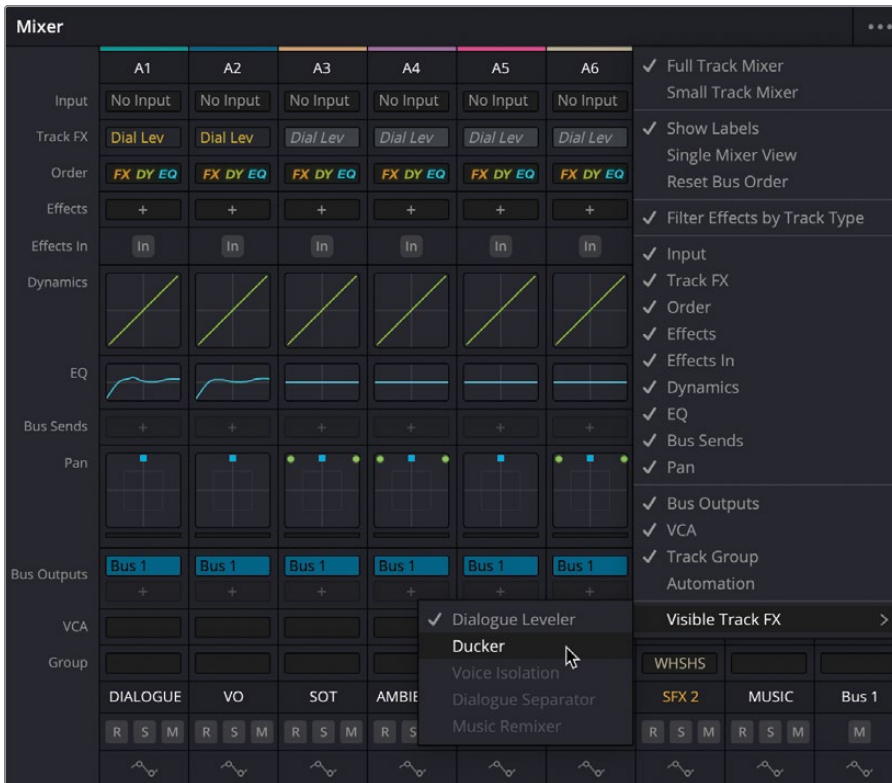 Mixer
A1 A2 A3 A4 A5 A6
Input No Input No Input No Input No Input No Input No Input
Track FX Dial Lev Dial Lev Dial Lev Dial Lev Dial Lev Dial Lev
Order FX DY EQ FX DY EQ FX DY EQ FX DY EQ FX DY EQ FX DY EQ
Effects + + + + + +
Effects In In In In In In In
Dynamics
EQ
Bus Sends + + + + + +
Pan
Bus Outputs Bus 1 Bus 1 Bus 1 Bus 1 Bus 1 Bus 1
+ + + + + +
VCA
Group WHSHS
DIALOGUE VO SOT AMBIE SFX 2 MUSIC Bus 1
R S M R S M R S M R S R S M R S M M
Full Track Mixer
Small Track Mixer
Show Labels
Single Mixer View
Reset Bus Order
Filter Effects by Track Type
Input
Track FX
Order
Effects
Effects In
Dynamics
EQ
Bus Sends
Pan
Bus Outputs
VCA
Track Group
Automation
Visible Track FX
Dialogue Leveler
Ducker
Voice Isolation
Dialogue Separator
Music Remixer